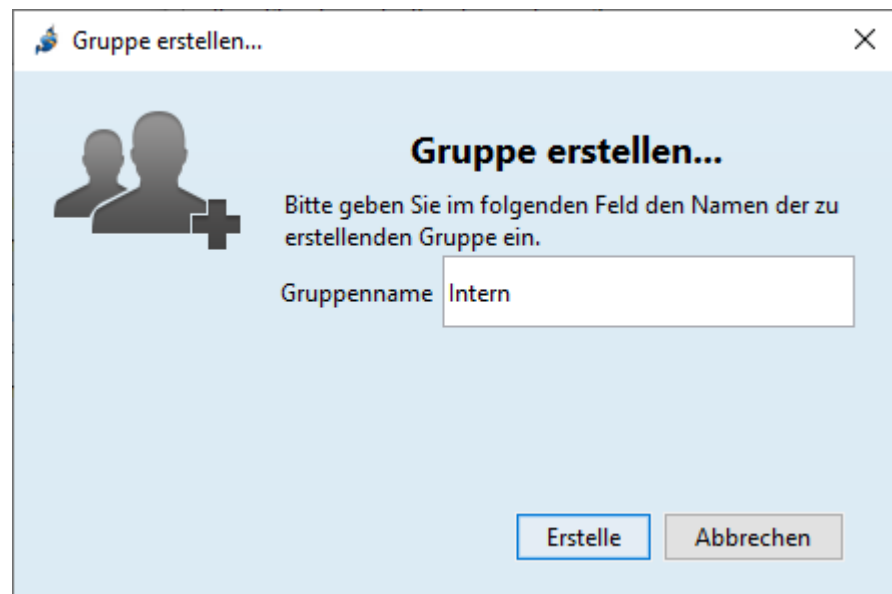 Gruppe erstellen...
Gruppe erstellen...
Bitte geben Sie im folgenden Feld den Namen der zu
erstellenden Gruppe ein.
Gruppenname Intern
Erstelle Abbrechen